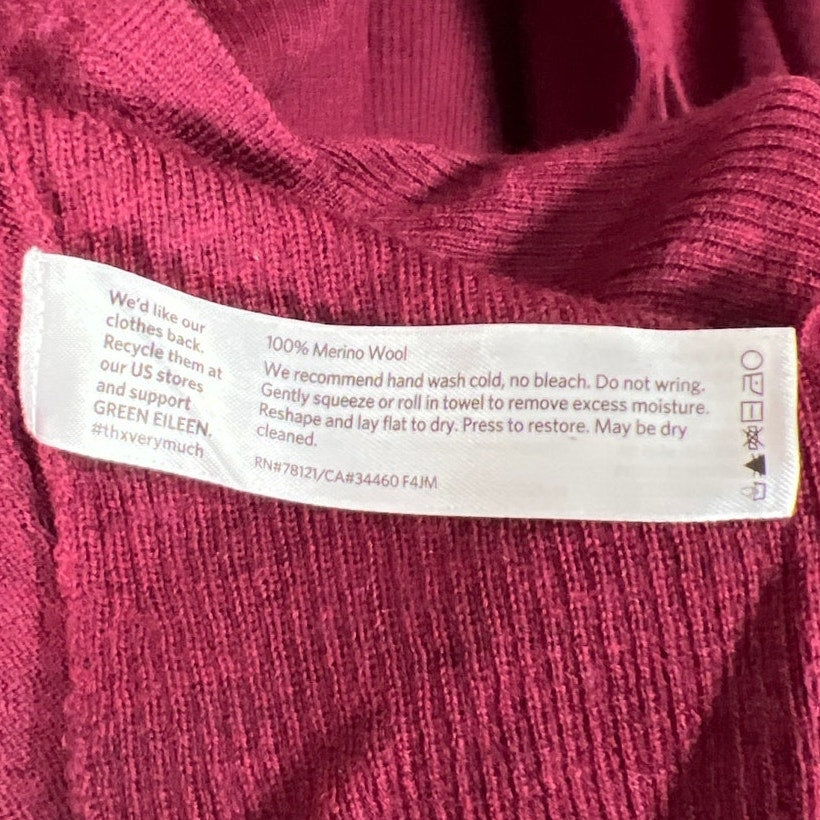 We'd like our
clothes back.
Recycle them at
our US stores
and support
GREEN EILEEN.
#thxverymuch
100% Merino Wool
We recommend hand wash cold, no bleach. Do not wring.
Gently squeeze or roll in towel to remove excess moisture.
Reshape and lay flat to dry. Press to restore. May be dry
cleaned.
RN#78121/CA#34460 F4JM